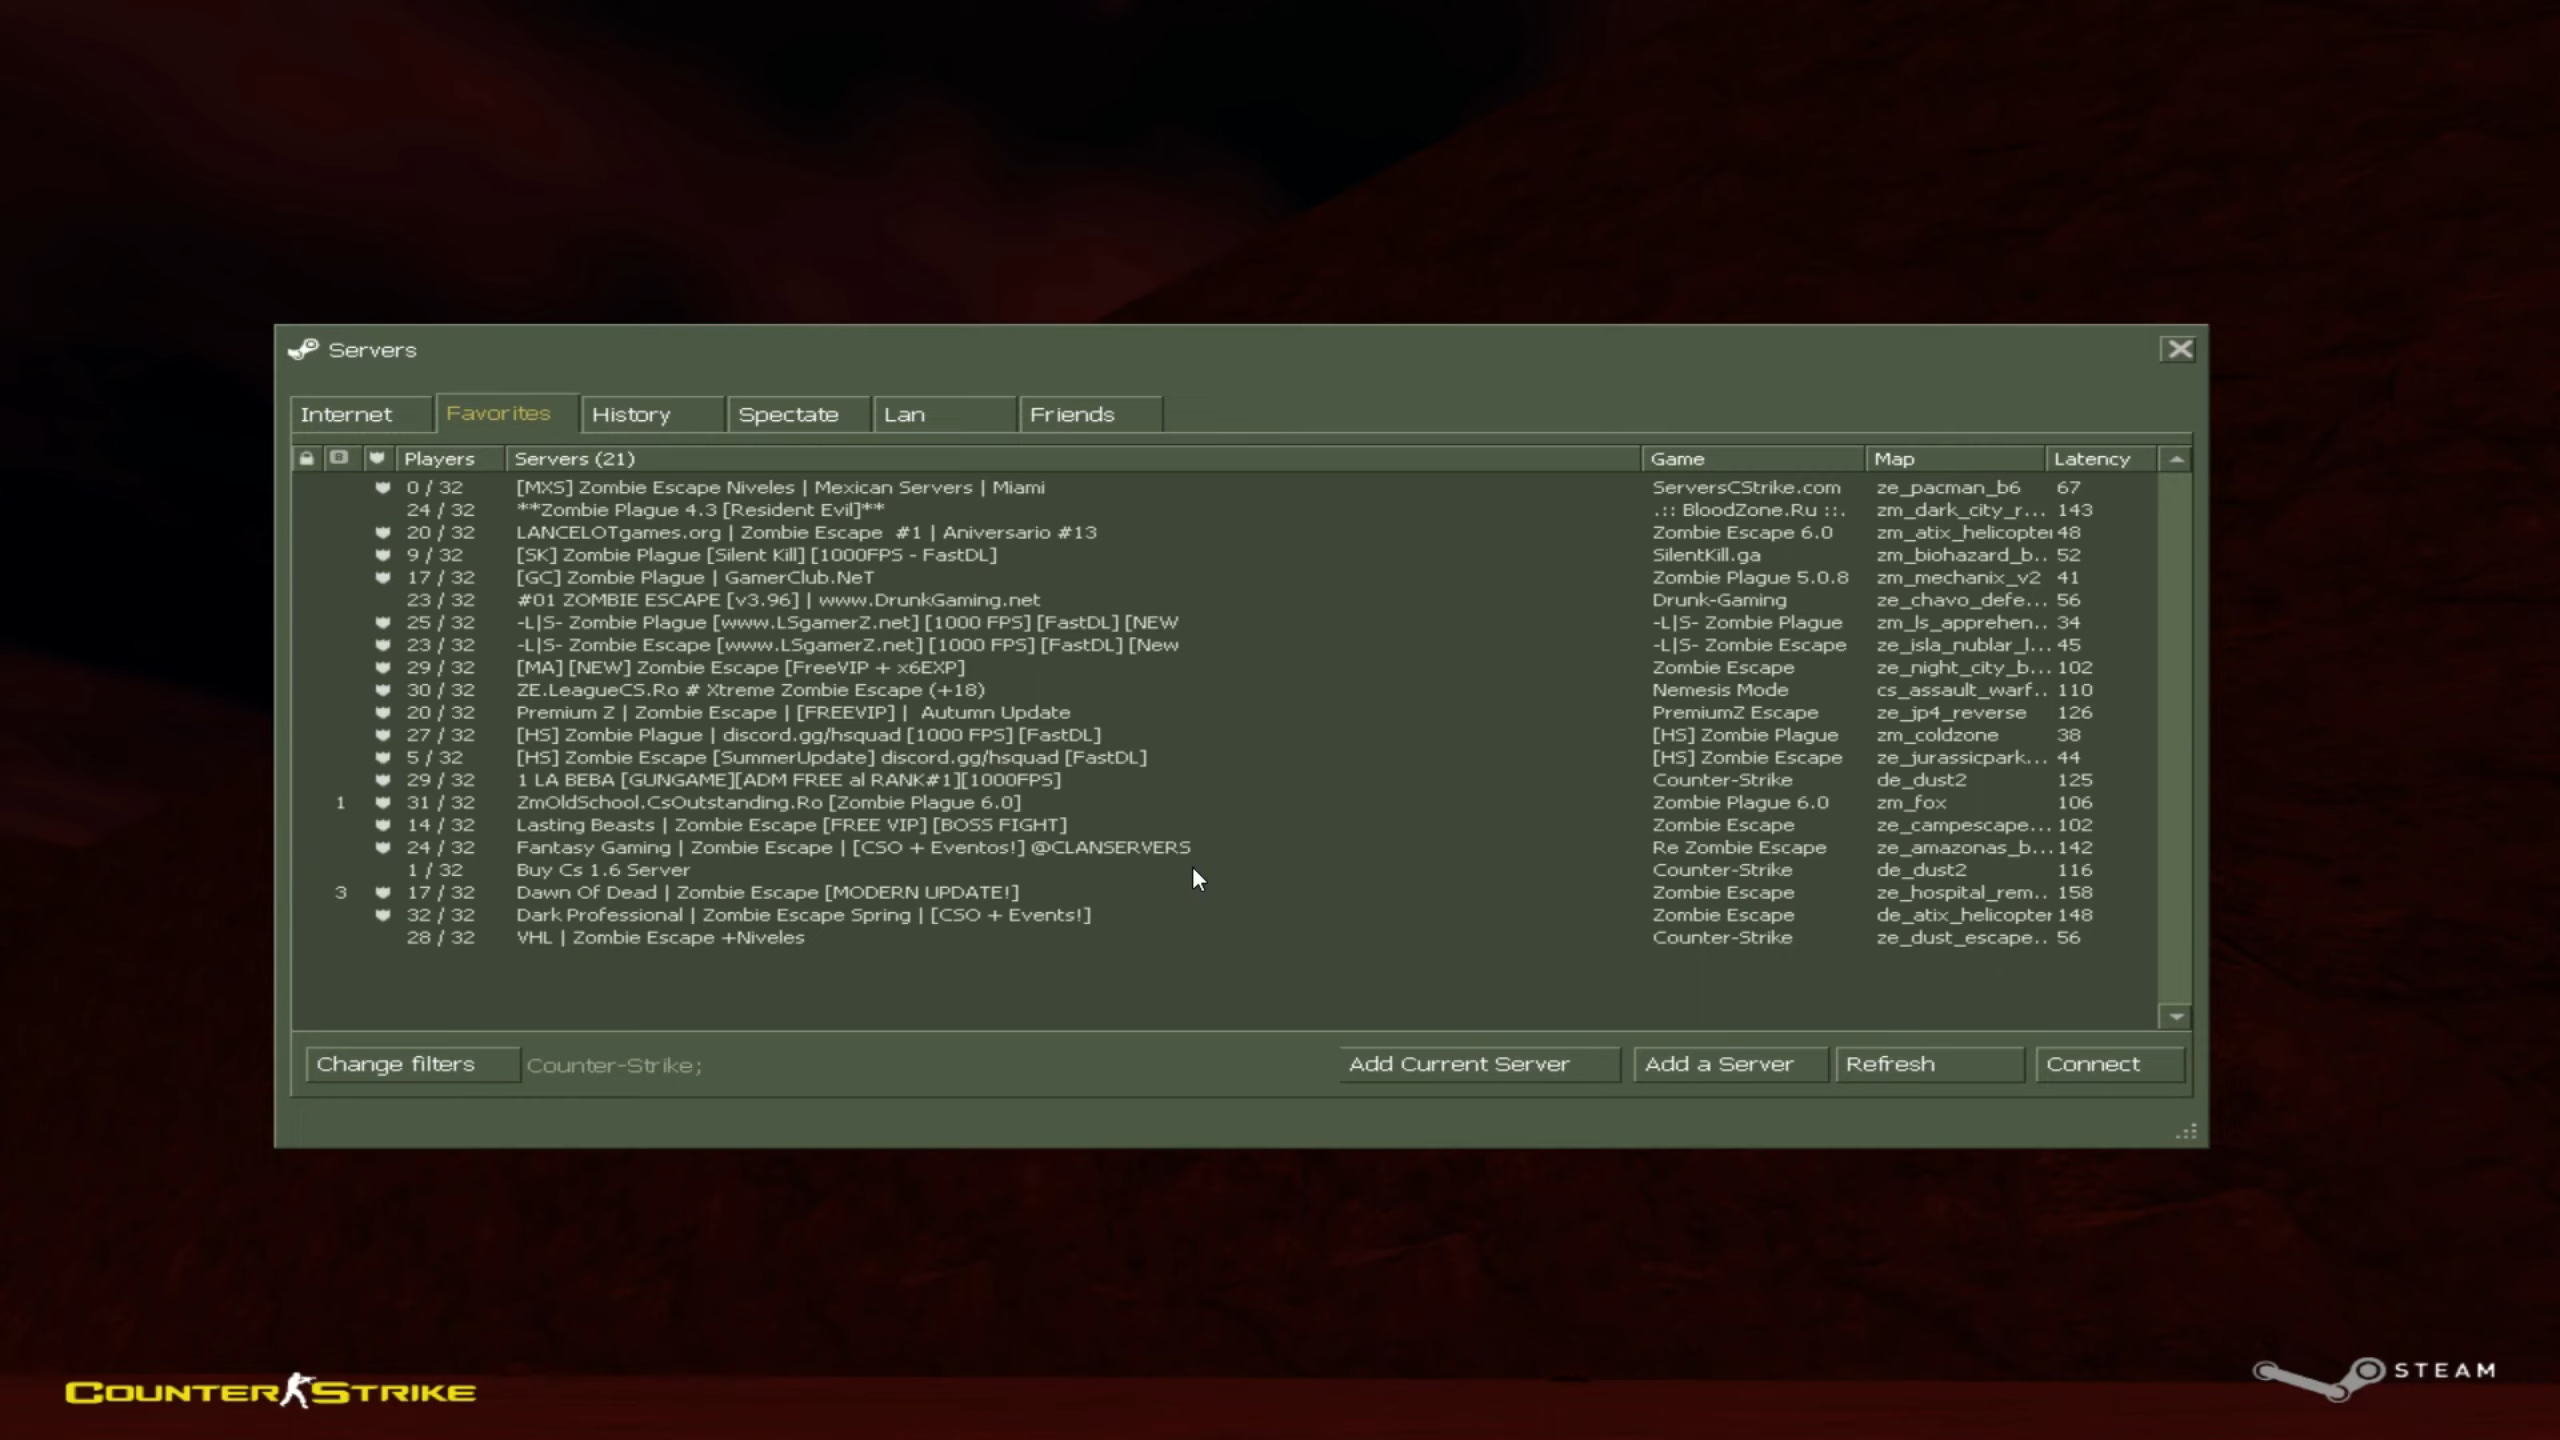 Servers
Internet Favorites History Spectate Lan Friends
Players Servers (21) Game Map Latency
0 / 32 [MXS] Zombie Escape Niveles | Mexican Servers | Miami ServersCStrike.com ze_pacman_b6 67
24 / 32 **Zombie Plague 4.3 [Resident Evil]** .:: BloodZone.Ru ::. zm_dark_city_r... 143
20 / 32 LANCELOTgames.org | Zombie Escape #1 | Aniversario #13 Zombie Escape 6.0 zm_atix_helicopter 48
9 / 32 [SK] Zombie Plague [Silent Kill] [1000FPS - FastDL] SilentKill.ga zm_biohazard_b.. 52
17 / 32 [GC] Zombie Plague | GamerClub.NeT Zombie Plague 5.0.8 zm_mechanix_v2 41
23 / 32 #01 ZOMBIE ESCAPE [v3.96] | www.DrunkGaming.net Drunk-Gaming ze_chavo_defe... 56
25 / 32 -L|S- Zombie Plague [www.LSgamerZ.net] [1000 FPS] [FastDL] [NEW -L|S- Zombie Plague zm_ls_apprehen.. 34
23 / 32 -L|S- Zombie Escape [www.LSgamerZ.net] [1000 FPS] [FastDL] [New -L|S- Zombie Escape ze_isla_nublar_l... 45
29 / 32 [MA] [NEW] Zombie Escape [FreeVIP + x6EXP] Zombie Escape ze_night_city_b... 102
30 / 32 ZE.LeagueCS.Ro # Xtreme Zombie Escape (+18) Nemesis Mode cs_assault_warf.. 110
20 / 32 Premium Z | Zombie Escape | [FREEVIP] | Autumn Update PremiumZ Escape ze_jp4_reverse 126
27 / 32 [HS] Zombie Plague | discord.gg/hsquad [1000 FPS] [FastDL] [HS] Zombie Plague zm_coldzone 38
5 / 32 [HS] Zombie Escape [SummerUpdate] discord.gg/hsquad [FastDL] [HS] Zombie Escape ze_jurassicpark... 44
29 / 32 1 LA BEBA [GUNGAME][ADM FREE al RANK#1][1000FPS] Counter-Strike de_dust2 125
1 31 / 32 ZmOldSchool.CsOutstanding.Ro [Zombie Plague 6.0] Zombie Plague 6.0 zm_fox 106
14 / 32 Lasting Beasts | Zombie Escape [FREE VIP] [BOSS FIGHT] Zombie Escape ze_campescape... 102
24 / 32 Fantasy Gaming | Zombie Escape | [CSO + Eventos!] @CLANSERVERS Re Zombie Escape ze_amazonas_b... 142
1 / 32 Buy Cs 1.6 Server Counter-Strike de_dust2 116
3 17 / 32 Dawn Of Dead | Zombie Escape [MODERN UPDATE!] Zombie Escape ze_hospital_rem.. 158
32 / 32 Dark Professional | Zombie Escape Spring | [CSO + Events!] Zombie Escape de_atix_helicopter 148
28 / 32 VHL | Zombie Escape +Niveles Counter-Strike ze_dust_escape.. 56
Change filters Counter-Strike; Add Current Server Add a Server Refresh Connect
COUNTER STRIKE STEAM